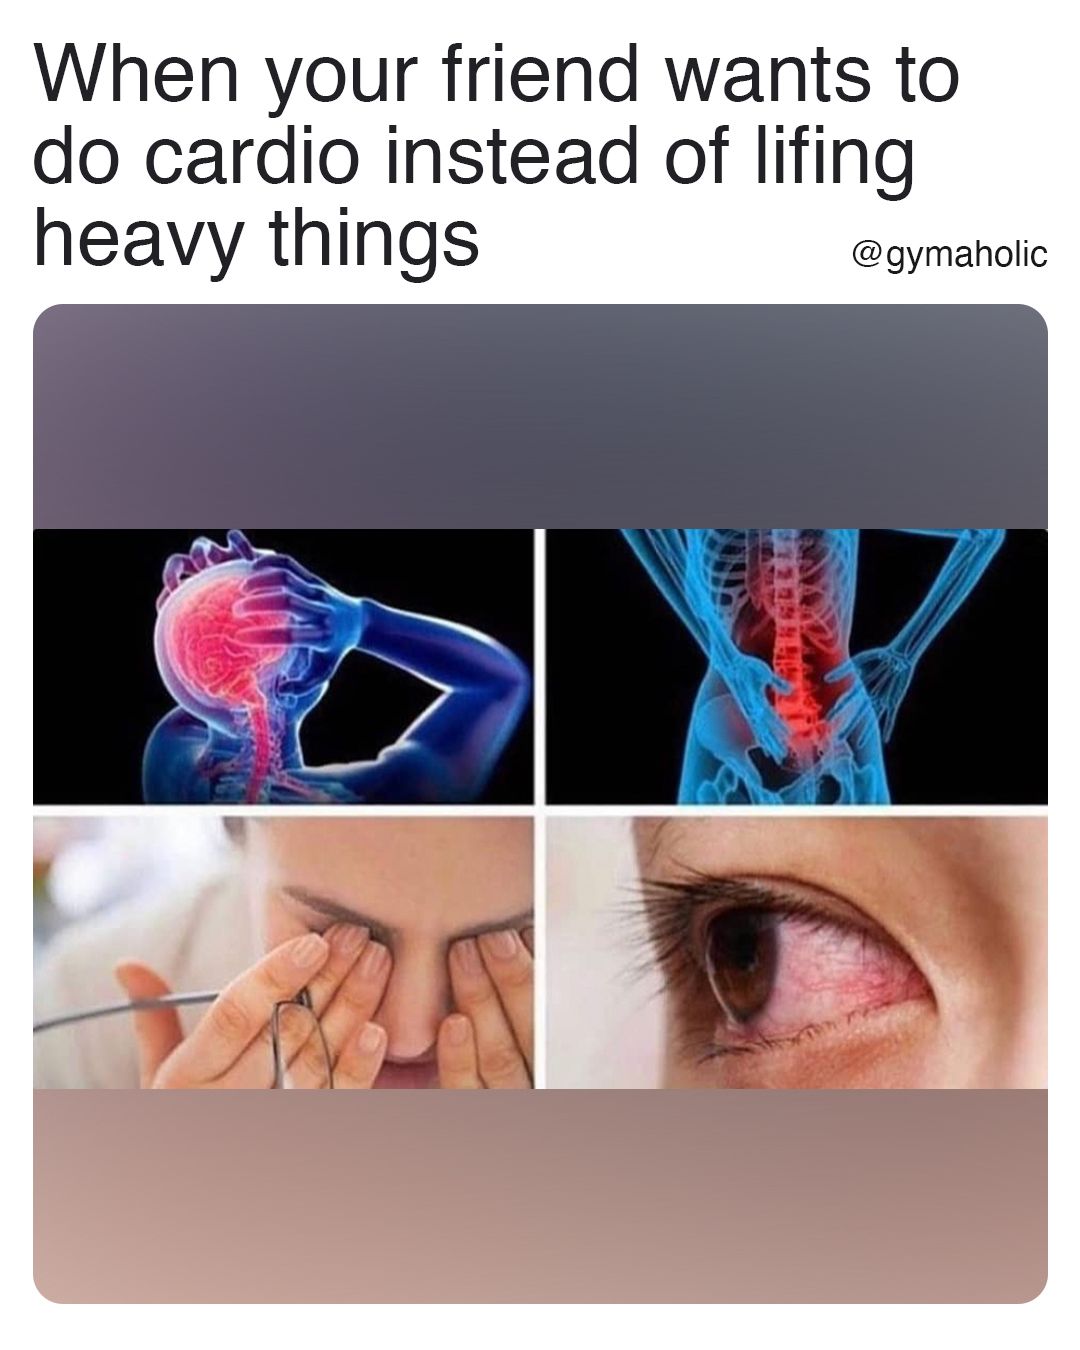 When your friend wants to
do cardio instead of lifing
heavy things
@gymaholic